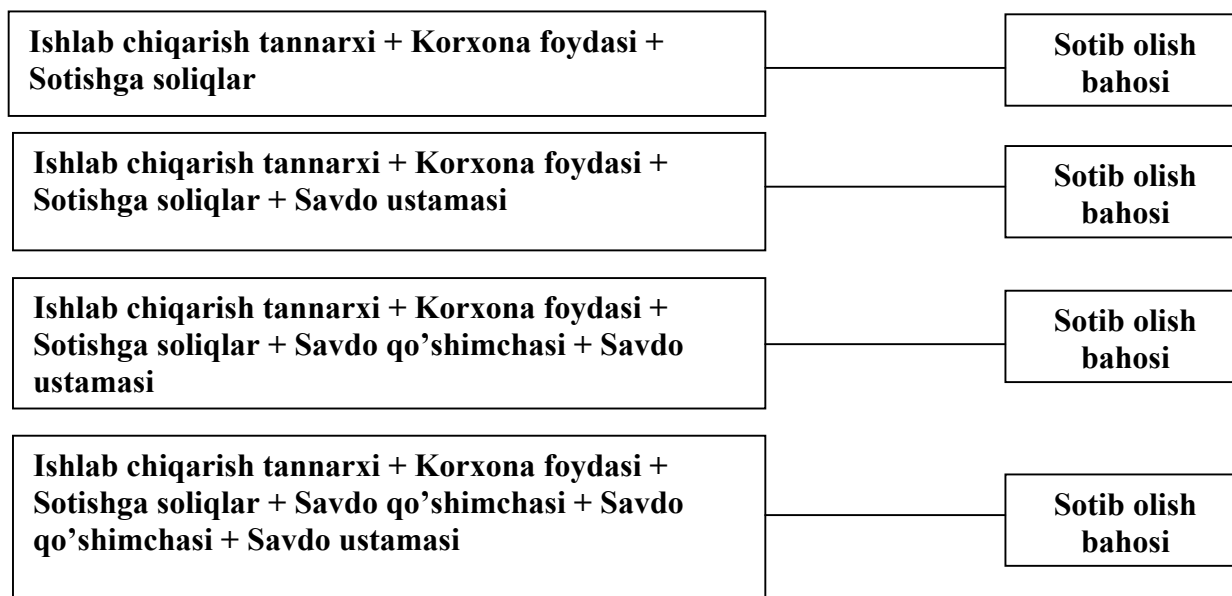 Ishlab chiqarish tannarxi + Korxona foydasi +
Sotishga soliqlar
Sotib olish
bahosi
Ishlab chiqarish tannarxi + Korxona foydasi +
Sotishga soliqlar + Savdo ustamasi
Sotib olish
bahosi
Ishlab chiqarish tannarxi + Korxona foydasi +
Sotishga soliqlar + Savdo qo’shimchasi + Savdo
ustamasi
Sotib olish
bahosi
Ishlab chiqarish tannarxi + Korxona foydasi +
Sotishga soliqlar + Savdo qo’shimchasi + Savdo
qo’shimchasi + Savdo ustamasi
Sotib olish
bahosi